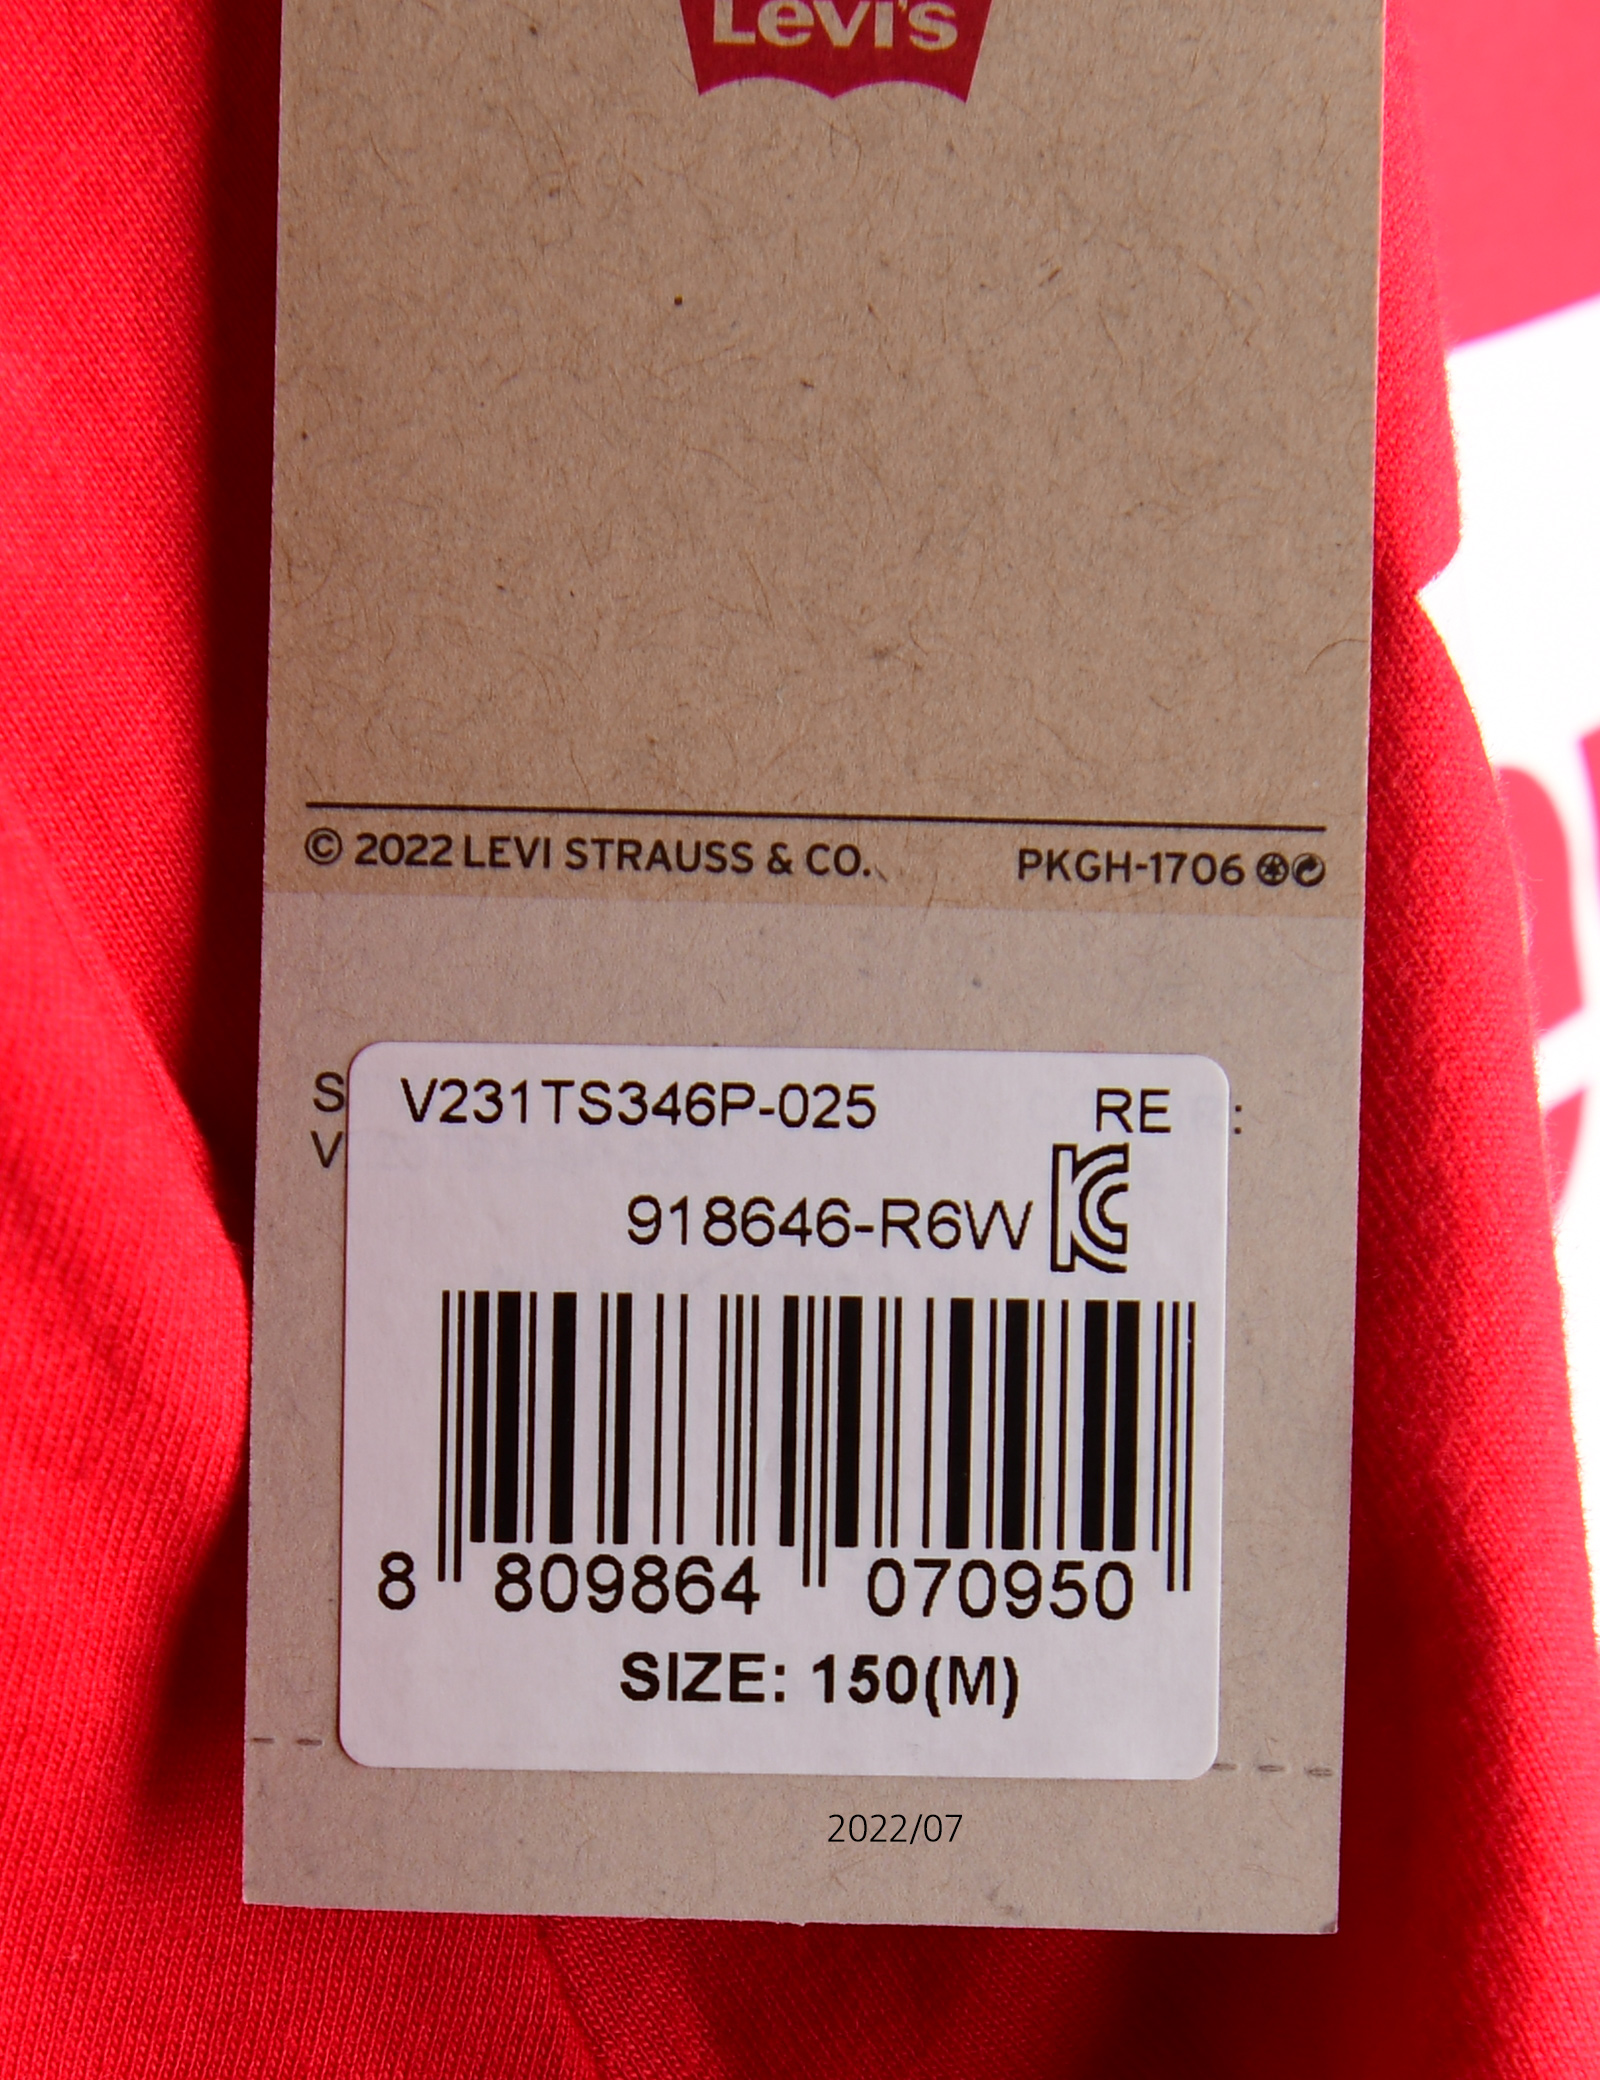 Levi's
© 2022 LEVI STRAUSS & CO. PKGH-1706
S V231TS346P-025 RE :
V
918646-R6W
8 809864 070950
SIZE: 150(M)
2022/07